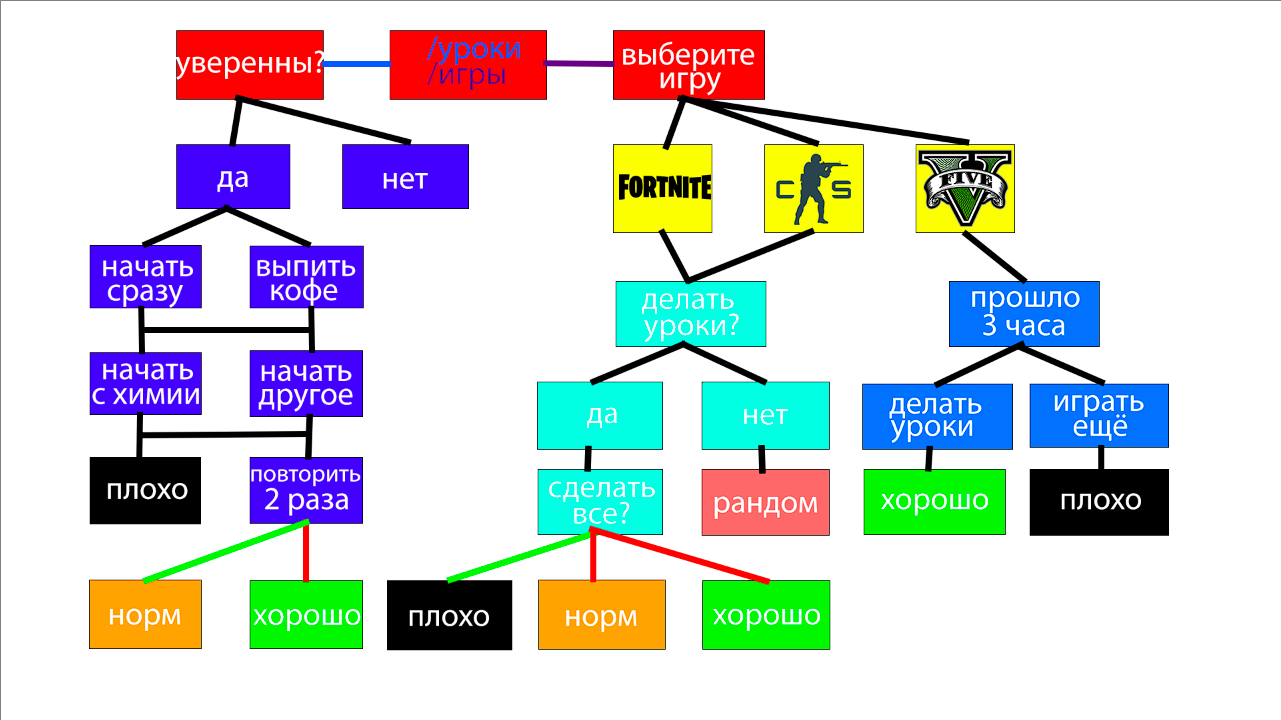 уверенны?
/уроки
/игры
выберите
игру
да
нет
FORTNITE
CS
FIVE
начать
сразу
выпить
кофе
делать
уроки?
прошло
3 часа
начать
с химии
начать
другое
да
нет
делать
уроки
играть
ещё
плохо
повторить
2 раза
сделать
все?
рандом
хорошо
плохо
норм
хорошо
плохо
норм
хорошо